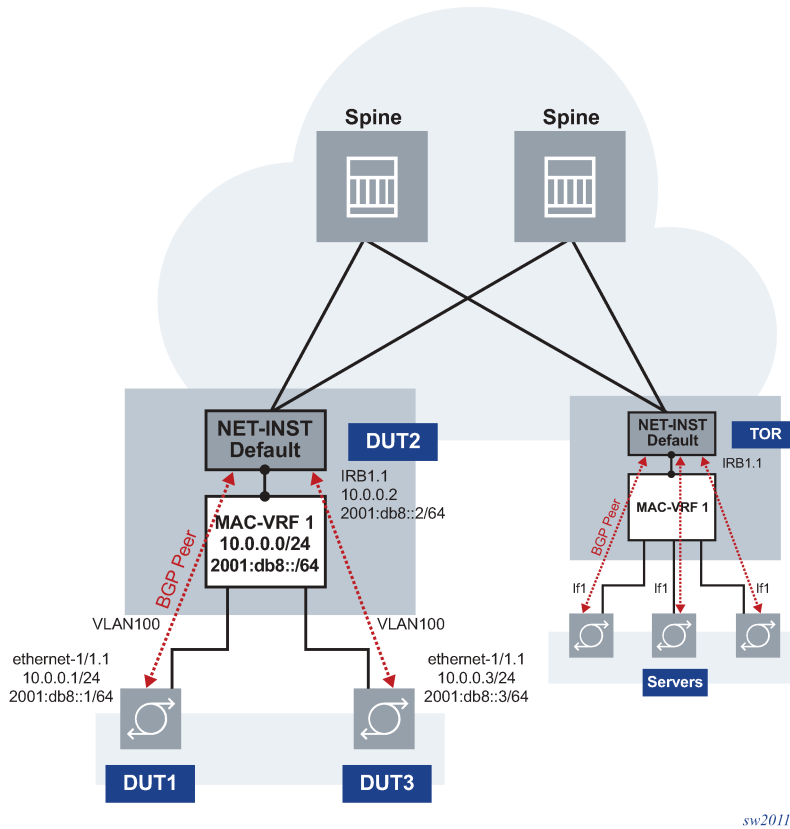 Spine
Spine
NET-INST
Default
DUT2
IRB1.1
10.0.0.2
2001:db8::2/64
MAC-VRF 1
10.0.0.0/24
2001:db8::/64
BGP Peer
VLAN100
VLAN100
ethernet-1/1.1
10.0.0.1/24
2001:db8::1/64
ethernet-1/1.1
10.0.0.3/24
2001:db8::3/64
DUT1
DUT3
NET-INST
Default
TOR
IRB1.1
MAC-VRF 1
BGP Peer
If1
If1
If1
Servers
sw2011